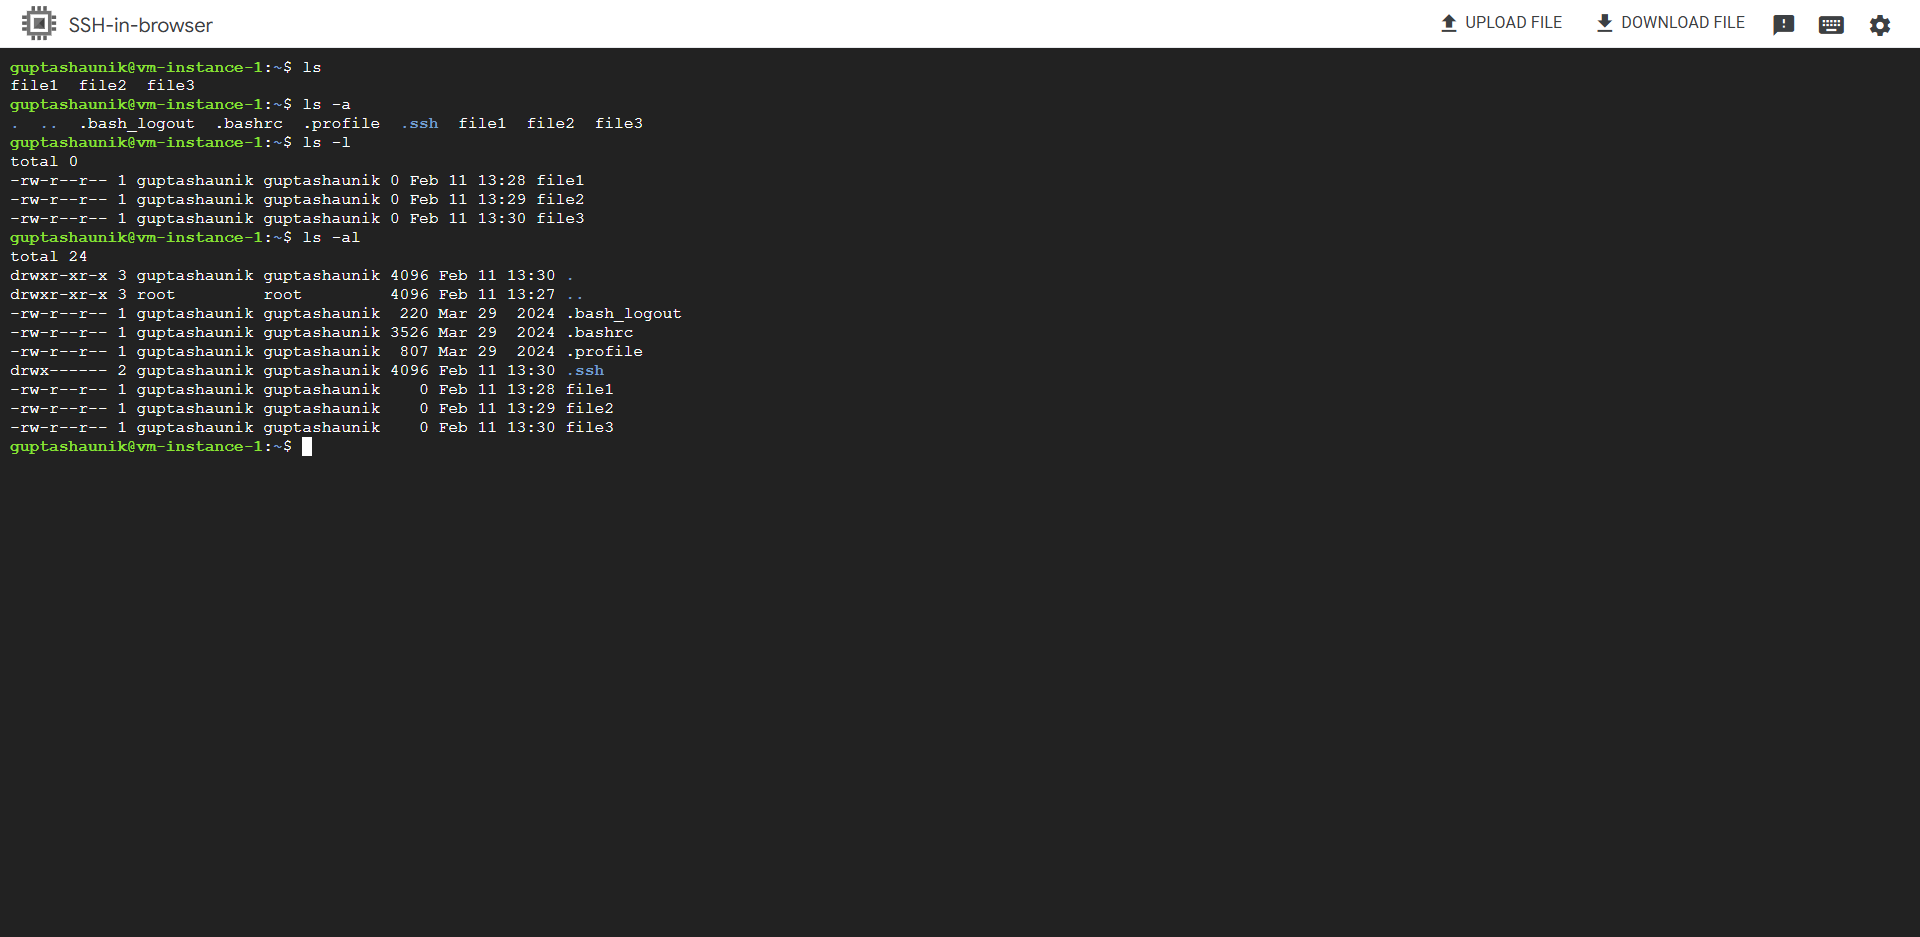 SSH-in-browser UPLOAD FILE DOWNLOAD FILE
guptashaunik@vm-instance-1:~$ ls
file1  file2  file3
guptashaunik@vm-instance-1:~$ ls -a
.  ..  .bash_logout  .bashrc  .profile  .ssh  file1  file2  file3
guptashaunik@vm-instance-1:~$ ls -l
total 0
-rw-r--r-- 1 guptashaunik guptashaunik 0 Feb 11 13:28 file1
-rw-r--r-- 1 guptashaunik guptashaunik 0 Feb 11 13:29 file2
-rw-r--r-- 1 guptashaunik guptashaunik 0 Feb 11 13:30 file3
guptashaunik@vm-instance-1:~$ ls -al
total 24
drwxr-xr-x 3 guptashaunik guptashaunik 4096 Feb 11 13:30 .
drwxr-xr-x 3 root         root         4096 Feb 11 13:27 ..
-rw-r--r-- 1 guptashaunik guptashaunik  220 Mar 29  2024 .bash_logout
-rw-r--r-- 1 guptashaunik guptashaunik 3526 Mar 29  2024 .bashrc
-rw-r--r-- 1 guptashaunik guptashaunik  807 Mar 29  2024 .profile
drwx------ 2 guptashaunik guptashaunik 4096 Feb 11 13:30 .ssh
-rw-r--r-- 1 guptashaunik guptashaunik    0 Feb 11 13:28 file1
-rw-r--r-- 1 guptashaunik guptashaunik    0 Feb 11 13:29 file2
-rw-r--r-- 1 guptashaunik guptashaunik    0 Feb 11 13:30 file3
guptashaunik@vm-instance-1:~$